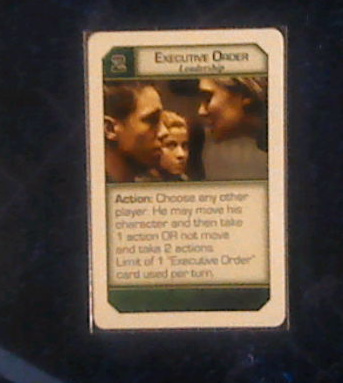 2
EXECUTIVE ORDER
Leadership
Action: Choose any other
player. He may move his
character and then take
1 action OR not move
and take 2 actions.
Limit of 1 "Executive Order"
card used per turn.